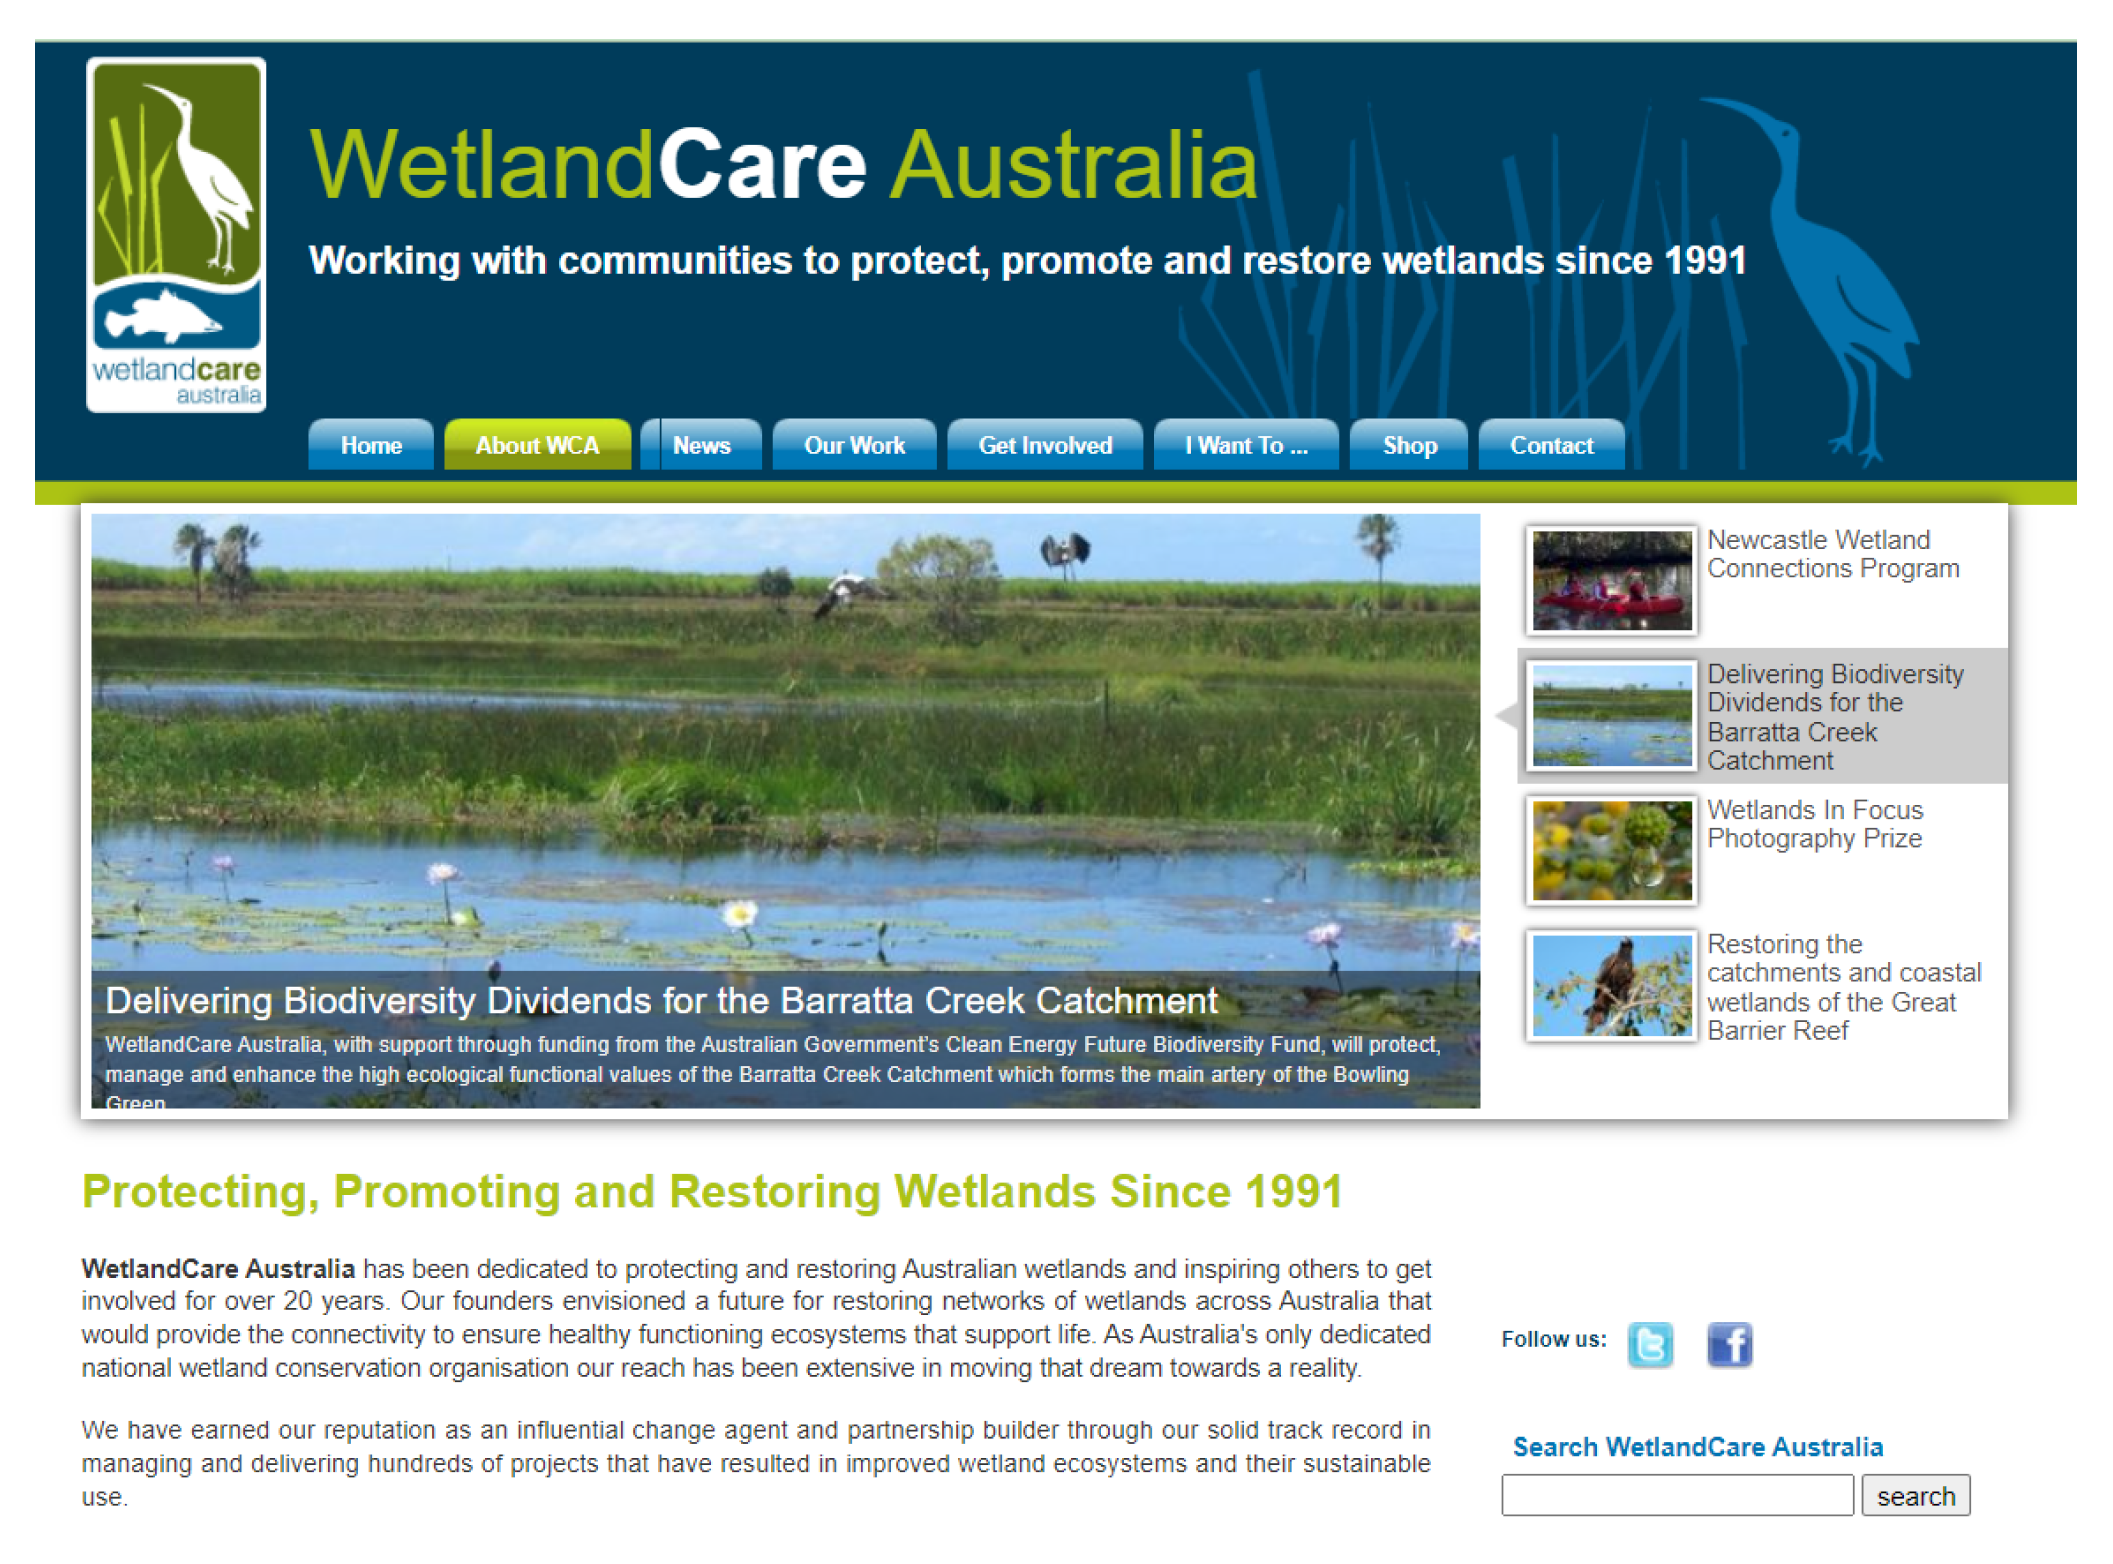 wetlandcare
australia
WetlandCare Australia
Working with communities to protect, promote and restore wetlands since 1991
Home
About WCA
News
Our Work
Get Involved
I Want To ...
Shop
Contact
Delivering Biodiversity Dividends for the Barratta Creek Catchment
WetlandCare Australia, with support through funding from the Australian Government's Clean Energy Future Biodiversity Fund, will protect,
manage and enhance the high ecological functional values of the Barratta Creek Catchment which forms the main artery of the Bowling
Green
Newcastle Wetland
Connections Program
Delivering Biodiversity
Dividends for the
Barratta Creek
Catchment
Wetlands In Focus
Photography Prize
Restoring the
catchments and coastal
wetlands of the Great
Barrier Reef
Protecting, Promoting and Restoring Wetlands Since 1991
WetlandCare Australia has been dedicated to protecting and restoring Australian wetlands and inspiring others to get
involved for over 20 years. Our founders envisioned a future for restoring networks of wetlands across Australia that
would provide the connectivity to ensure healthy functioning ecosystems that support life. As Australia's only dedicated
national wetland conservation organisation our reach has been extensive in moving that dream towards a reality.
We have earned our reputation as an influential change agent and partnership builder through our solid track record in
managing and delivering hundreds of projects that have resulted in improved wetland ecosystems and their sustainable
use.
Follow us:
Search WetlandCare Australia
search